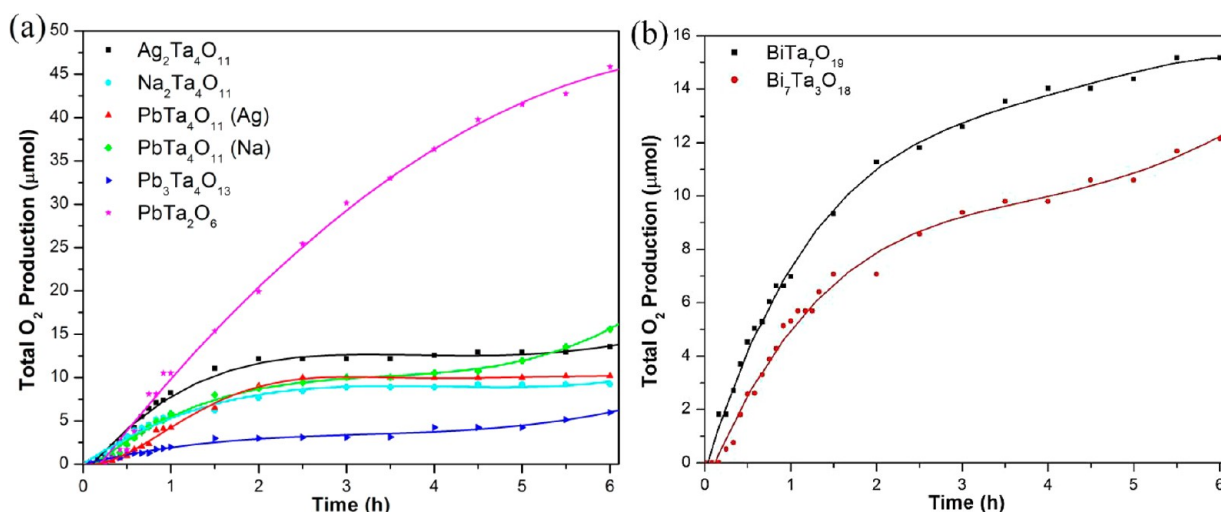 (a)
50
45
40
35
30
25
20
15
10
5
0
Total O₂ Production (μmol)
Ag₂Ta₄O₁₁
Na₂Ta₄O₁₁
PbTa₄O₁₁ (Ag)
PbTa₄O₁₁ (Na)
Pb₃Ta₄O₁₃
PbTa₂O₆
0 1 2 3 4 5 6
Time (h)
(b)
16
14
12
10
8
6
4
2
0
Total O₂ Production (μmol)
BiTa₇O₁₉
Bi₇Ta₃O₁₈
0 1 2 3 4 5 6
Time (h)